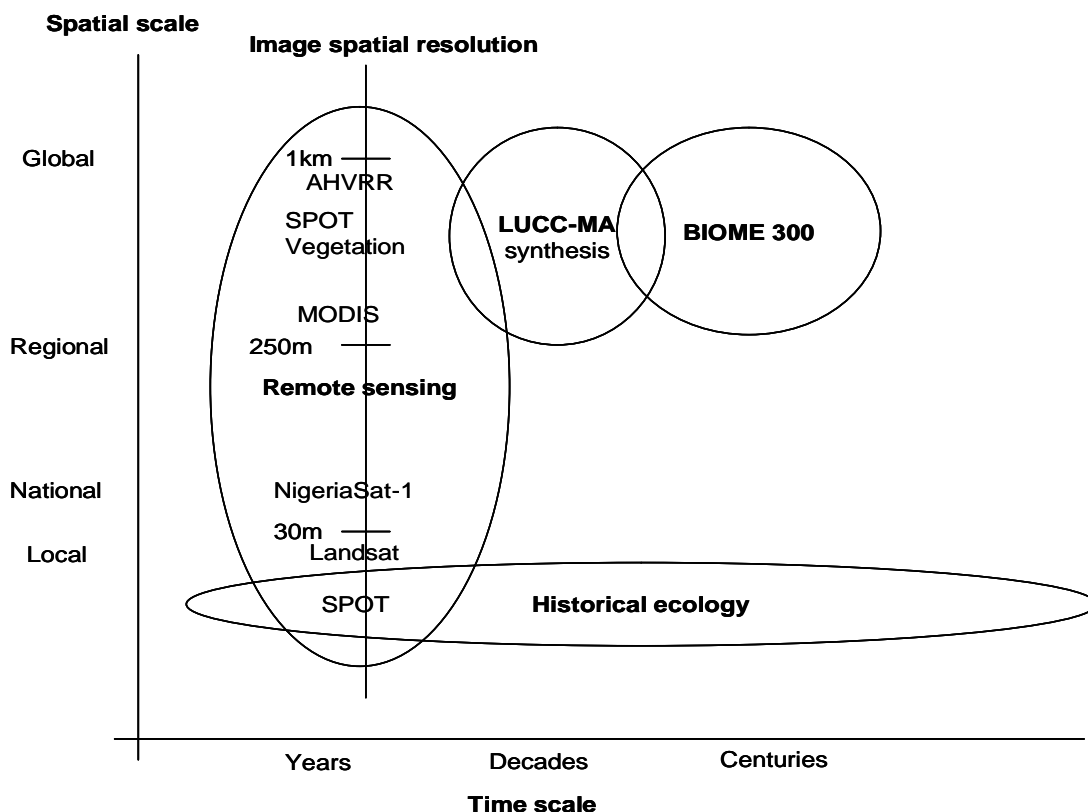 Spatial scale
Image spatial resolution
Global
1km
AHVRR
SPOT
Vegetation
LUCC-MA
synthesis
BIOME 300
MODIS
Regional
250m
Remote sensing
National
NigeriaSat-1
30m
Local
Landsat
SPOT
Historical ecology
Years
Decades
Centuries
Time scale